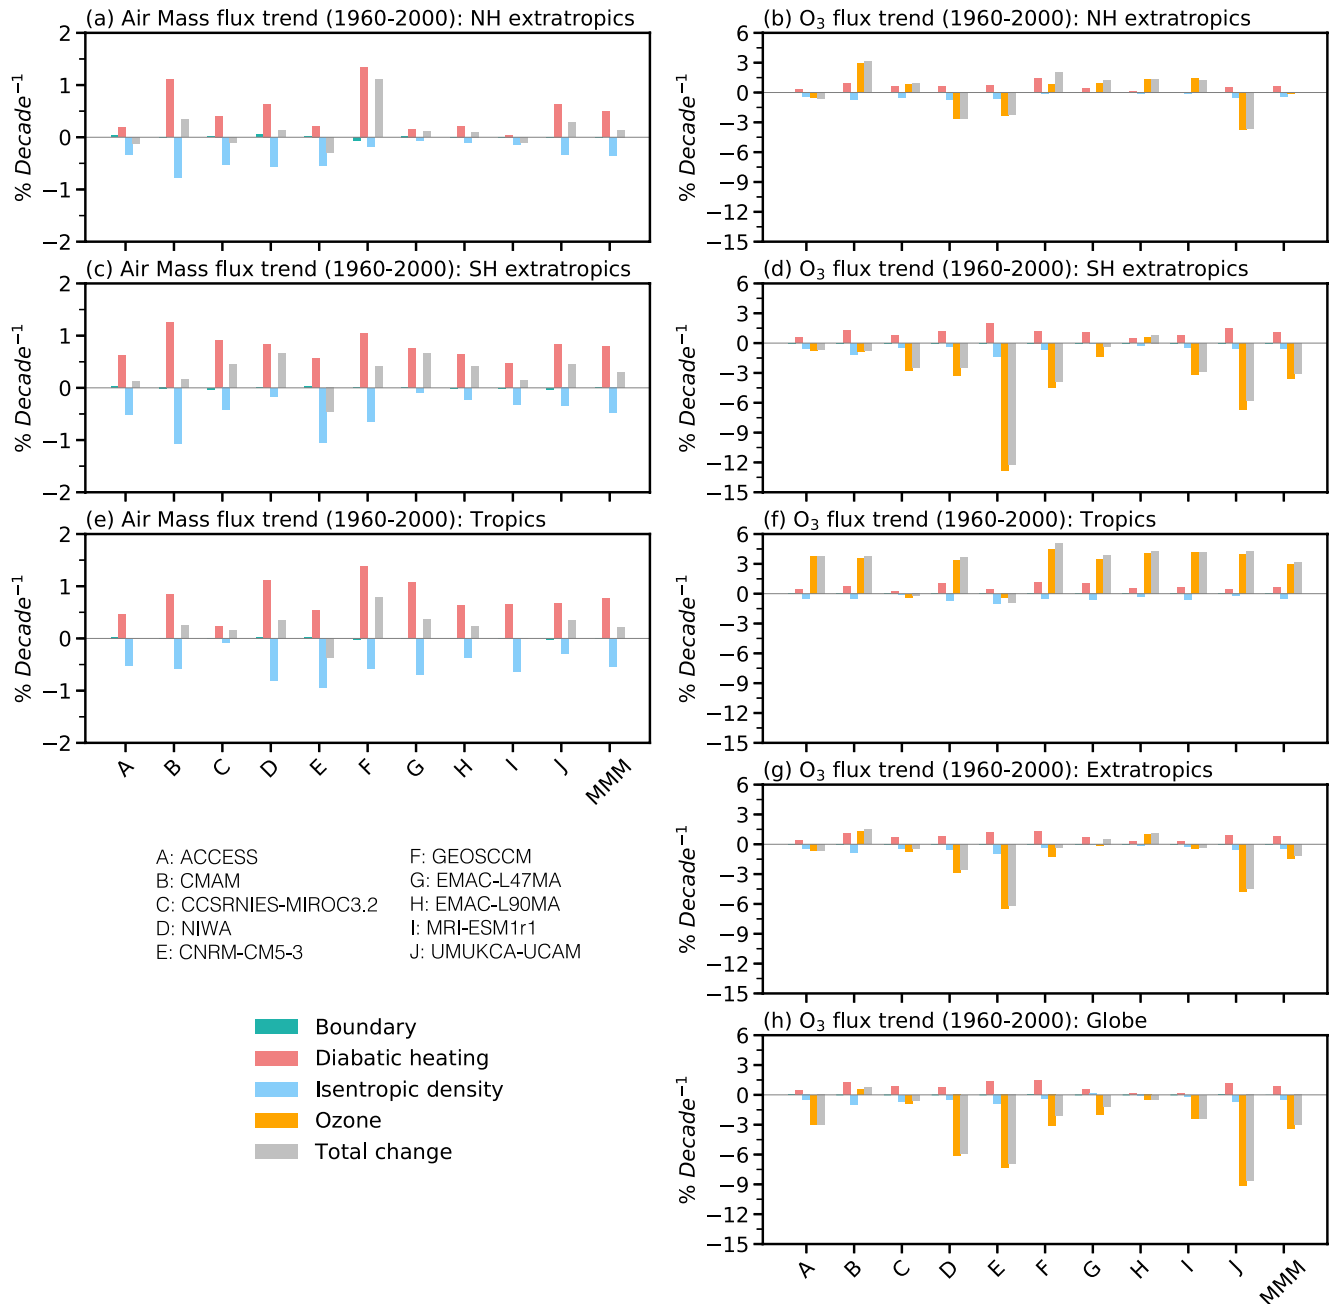 (a) Air Mass flux trend (1960-2000): NH extratropics
2
1
0
−1
−2
% Decade⁻¹
(b) O₃ flux trend (1960-2000): NH extratropics
6
3
0
−3
−6
−9
−12
−15
% Decade⁻¹
(c) Air Mass flux trend (1960-2000): SH extratropics
2
1
0
−1
−2
% Decade⁻¹
(d) O₃ flux trend (1960-2000): SH extratropics
6
3
0
−3
−6
−9
−12
−15
% Decade⁻¹
(e) Air Mass flux trend (1960-2000): Tropics
2
1
0
−1
−2
% Decade⁻¹
A B C D E F G H I J MMM
(f) O₃ flux trend (1960-2000): Tropics
6
3
0
−3
−6
−9
−12
−15
% Decade⁻¹
(g) O₃ flux trend (1960-2000): Extratropics
6
3
0
−3
−6
−9
−12
−15
% Decade⁻¹
(h) O₃ flux trend (1960-2000): Globe
6
3
0
−3
−6
−9
−12
−15
% Decade⁻¹
A B C D E F G H I J MMM
A: ACCESS
B: CMAM
C: CCSRNIES-MIROC3.2
D: NIWA
E: CNRM-CM5-3
F: GEOSCCM
G: EMAC-L47MA
H: EMAC-L90MA
I: MRI-ESM1r1
J: UMUKCA-UCAM
Boundary
Diabatic heating
Isentropic density
Ozone
Total change